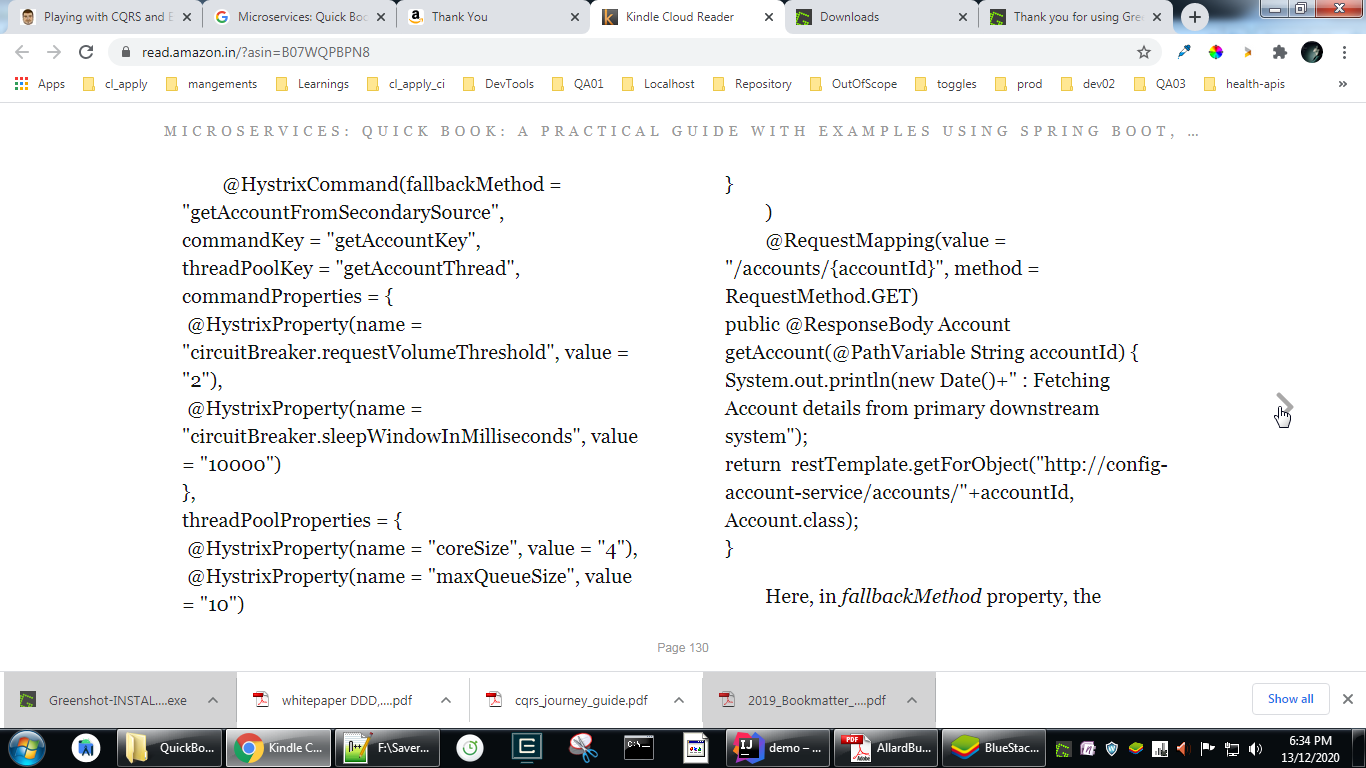 Playing with CQRS and E
Microservices: Quick Boo
Thank You
Kindle Cloud Reader
Downloads
Thank you for using Gre
read.amazon.in/?asin=B07WQPBPN8
Apps
cl_apply
mangements
Learnings
cl_apply_ci
DevTools
QA01
Localhost
Repository
OutOfScope
toggles
prod
dev02
QA03
health-apis
»
MICROSERVICES: QUICK BOOK: A PRACTICAL GUIDE WITH EXAMPLES USING SPRING BOOT, …
@HystrixCommand(fallbackMethod =
"getAccountFromSecondarySource",
commandKey = "getAccountKey",
threadPoolKey = "getAccountThread",
commandProperties = {
@HystrixProperty(name =
"circuitBreaker.requestVolumeThreshold", value =
"2"),
@HystrixProperty(name =
"circuitBreaker.sleepWindowInMilliseconds", value
= "10000")
},
threadPoolProperties = {
@HystrixProperty(name = "coreSize", value = "4"),
@HystrixProperty(name = "maxQueueSize", value
= "10")
}
)
@RequestMapping(value =
"/accounts/{accountId}", method =
RequestMethod.GET)
public @ResponseBody Account
getAccount(@PathVariable String accountId) {
System.out.println(new Date()+" : Fetching
Account details from primary downstream
system");
return  restTemplate.getForObject("http://config-
account-service/accounts/"+accountId,
Account.class);
}
Here, in fallbackMethod property, the
Page 130
Greenshot-INSTAL....exe
whitepaper DDD,....pdf
cqrs_journey_guide.pdf
2019_Bookmatter_....pdf
Show all
QuickBo...
Kindle C...
F:\Saver...
demo – ...
AllardBu...
BlueStac...
6:34 PM
13/12/2020